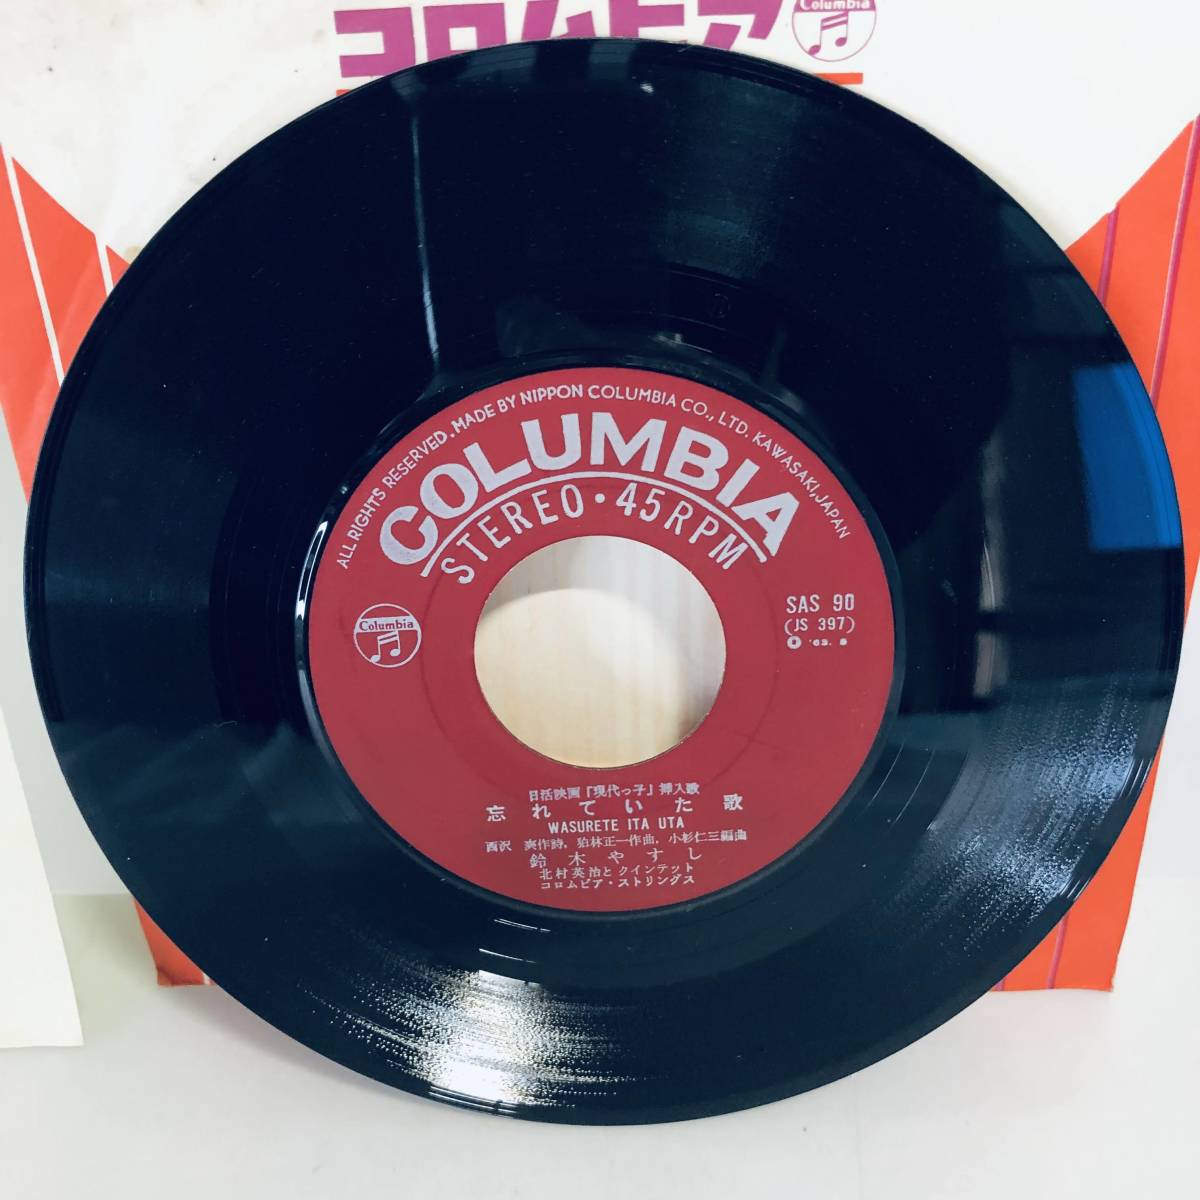 コロムビア
Columbia
ALL RIGHTS RESERVED. MADE BY NIPPON COLUMBIA CO., LTD. KAWASAKI, JAPAN
COLUMBIA
STEREO・45RPM
Columbia
SAS 90
(JS 397)
'63.
日活映画『現代っ子』挿入歌
忘れていた歌
WASURETE ITA UTA
西沢 爽作詩, 狛林正一作曲, 小杉仁三編曲
鈴木やすし
北村英治とクインテット
コロムビア・ストリングス